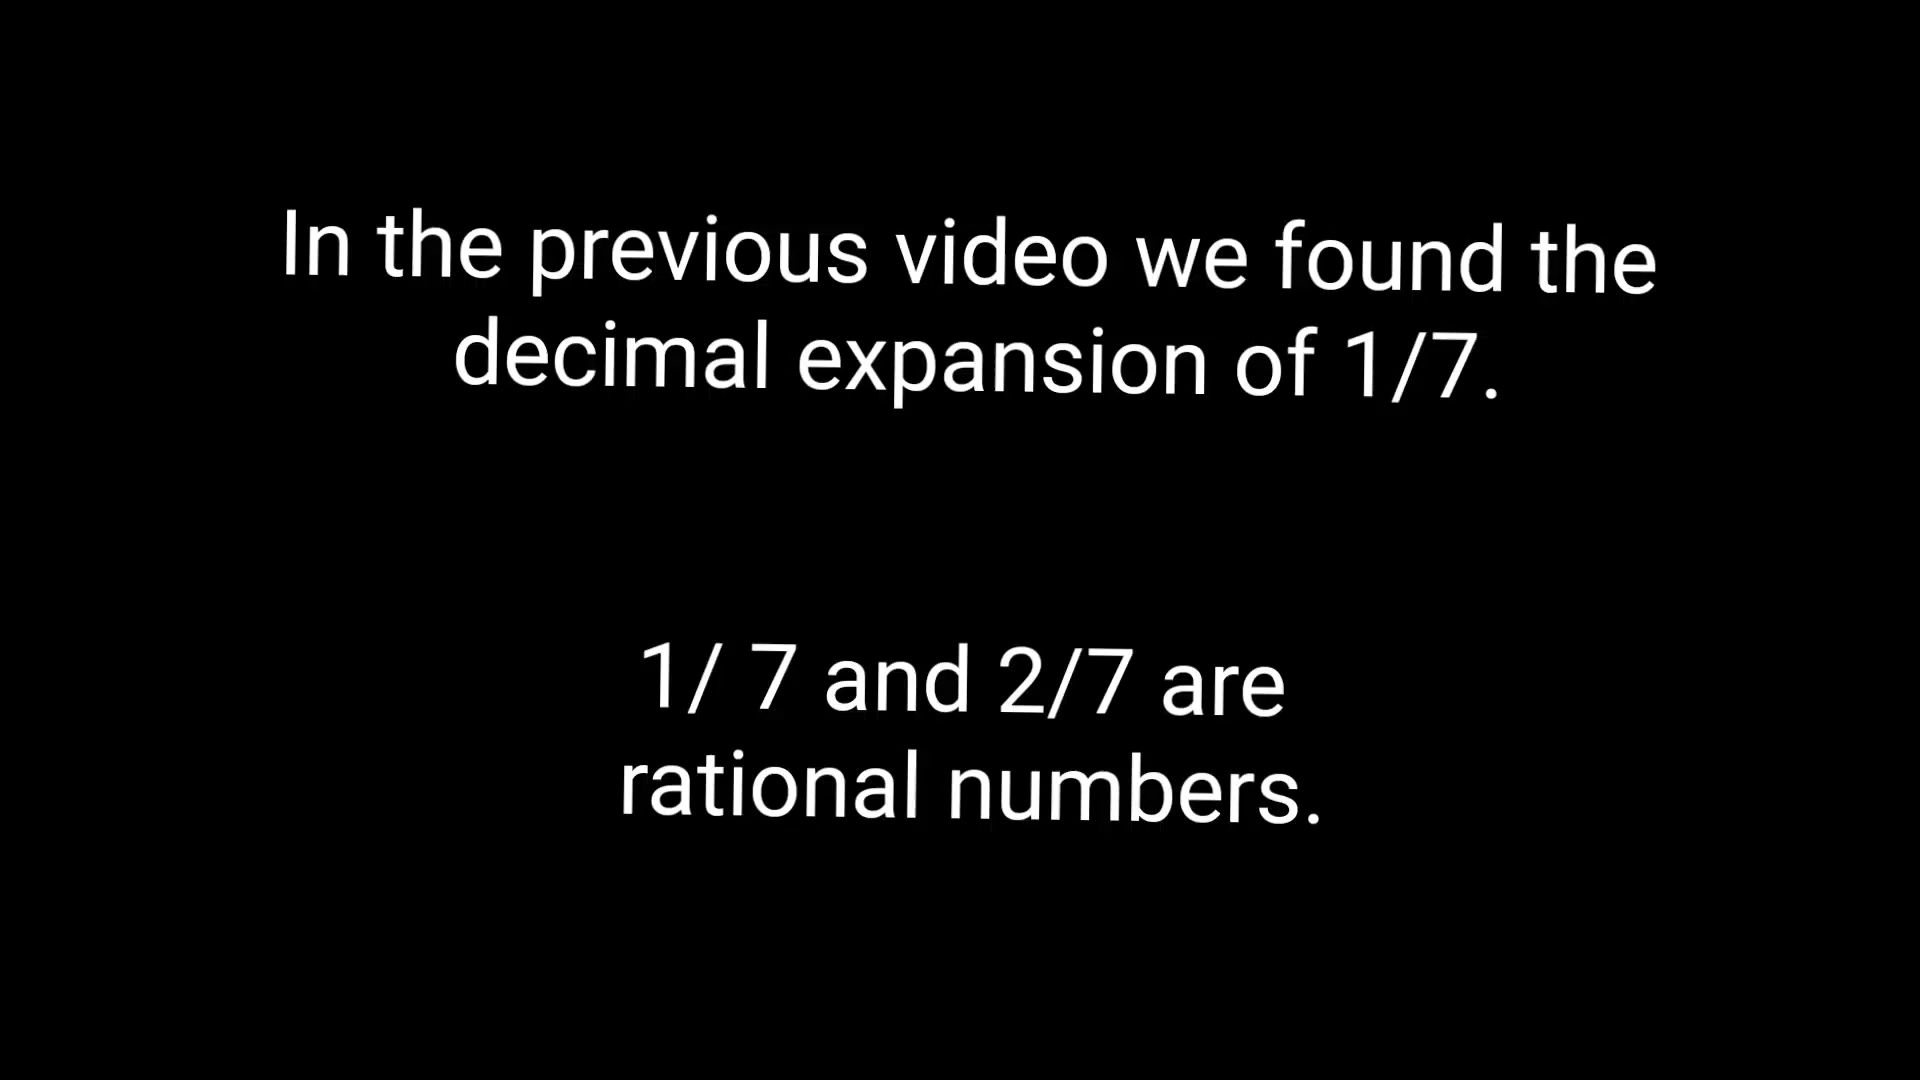 In the previous video we found the
decimal expansion of 1/7.
1/ 7 and 2/7 are
rational numbers.